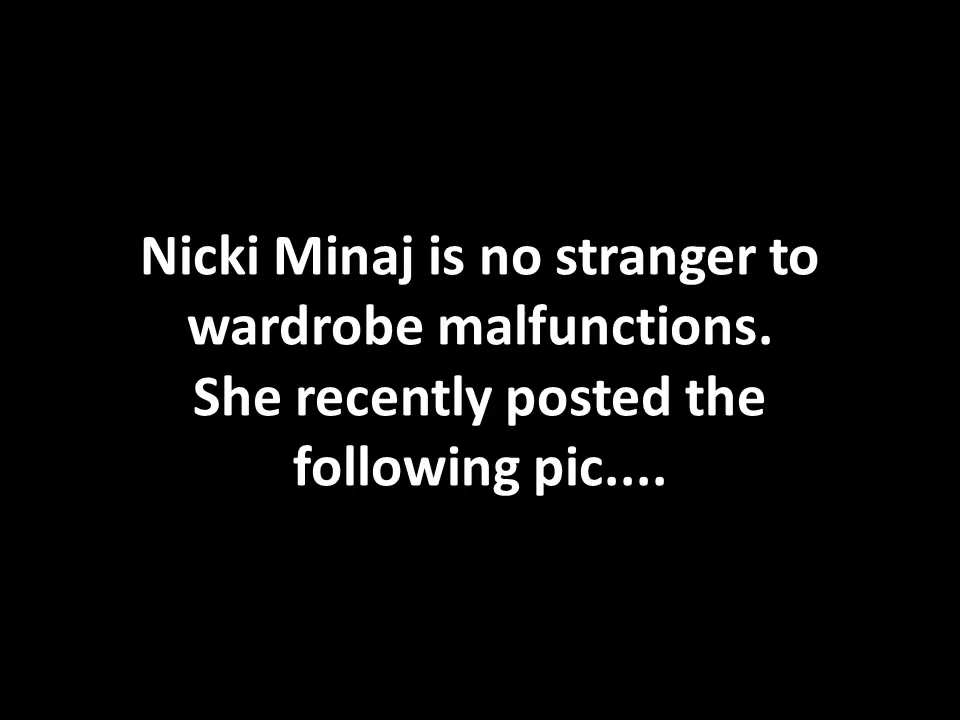 Nicki Minaj is no stranger to
wardrobe malfunctions.
She recently posted the
following pic....